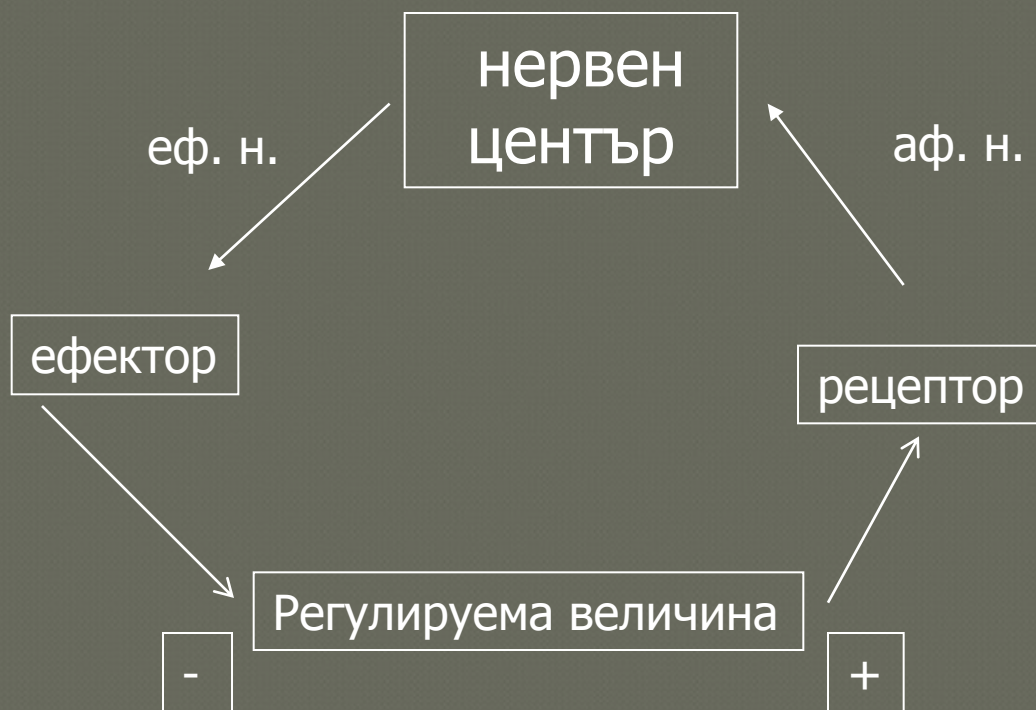 нервен
център
еф. н.
аф. н.
ефектор
рецептор
Регулируема величина
-
+